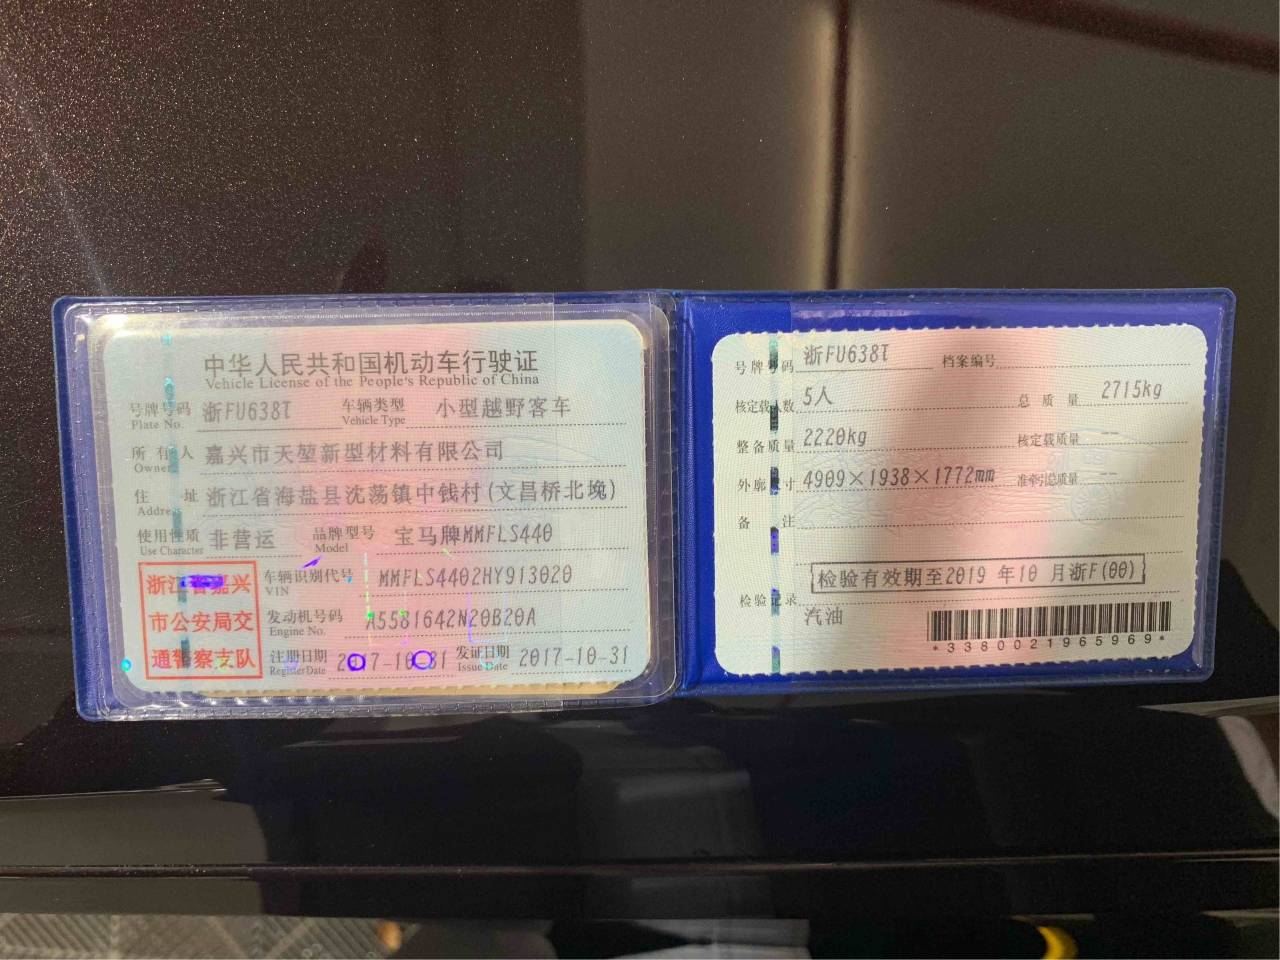 中华人民共和国机动车行驶证
Vehicle License of the People's Republic of China
号牌号码 浙FU638T 车辆类型 小型越野客车
Plate No. Vehicle Type
所有人 嘉兴市天堃新型材料有限公司
Owner
住址 浙江省海盐县沈荡镇中钱村(文昌桥北堍)
Address
使用性质 非营运 品牌型号 宝马牌MMFLS440
Use Character Model
浙江省嘉兴
市公安局交
通警察支队
车辆识别代号 MMFLS4402HY913020
VIN
发动机号码 A5581642N20B20A
Engine No.
注册日期 2017-10-31 发证日期 2017-10-31
Register Date Issue Date
号牌号码 浙FU638T 档案编号
核定载人数 5人 总质量 2715kg
整备质量 2220kg 核定载质量 --
外廓尺寸 4909×1938×1772mm 准牵引总质量 --
备注
检验有效期至2019年10月浙F(00)
检验记录
汽油
*3380021965969*